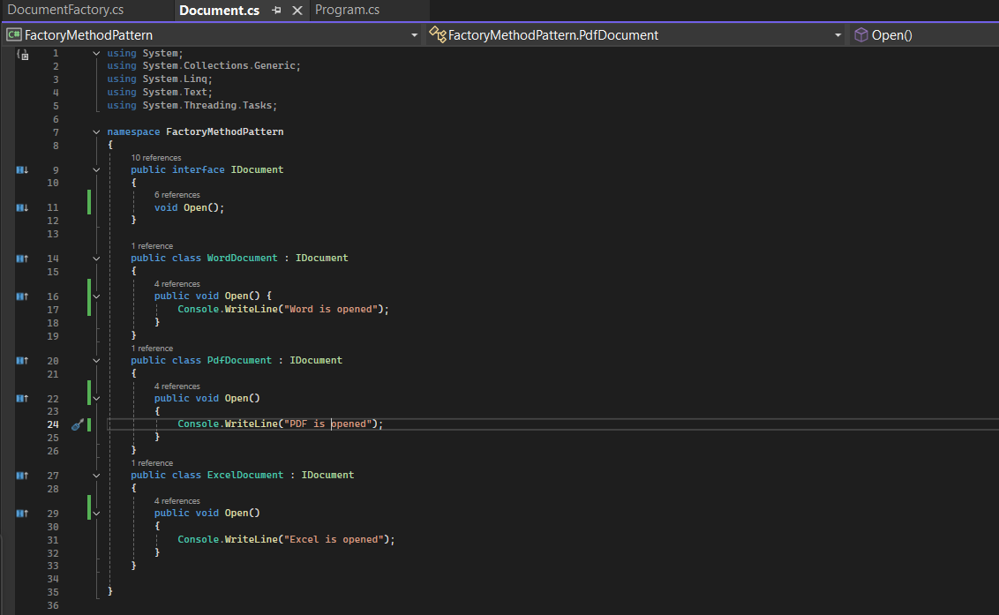 DocumentFactory.cs Document.cs Program.cs
C# FactoryMethodPattern FactoryMethodPattern.PdfDocument Open()
1 using System;
2 using System.Collections.Generic;
3 using System.Linq;
4 using System.Text;
5 using System.Threading.Tasks;
6
7 namespace FactoryMethodPattern
8 {
10 references
9 public interface IDocument
10 {
6 references
11 void Open();
12 }
13
1 reference
14 public class WordDocument : IDocument
15 {
4 references
16 public void Open() {
17 Console.WriteLine("Word is opened");
18 }
19 }
1 reference
20 public class PdfDocument : IDocument
21 {
4 references
22 public void Open()
23 {
24 Console.WriteLine("PDF is opened");
25 }
26 }
1 reference
27 public class ExcelDocument : IDocument
28 {
4 references
29 public void Open()
30 {
31 Console.WriteLine("Excel is opened");
32 }
33 }
34
35 }
36